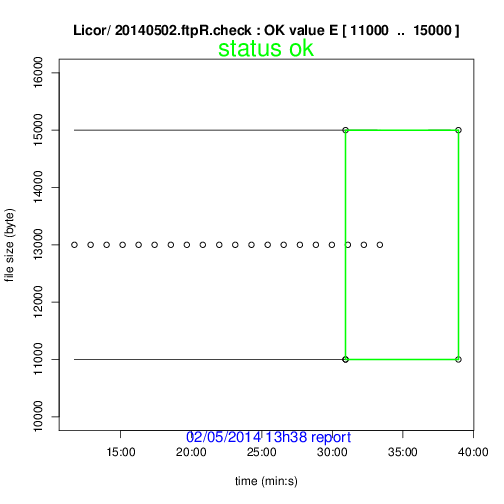 Licor/ 20140502.ftpR.check : OK value E [ 11000 .. 15000 ]
status ok
16000
15000
14000
13000
12000
11000
10000
file size (byte)
02/05/2014 13h38 report
15:00 20:00 25:00 30:00 35:00 40:00
time (min:s)